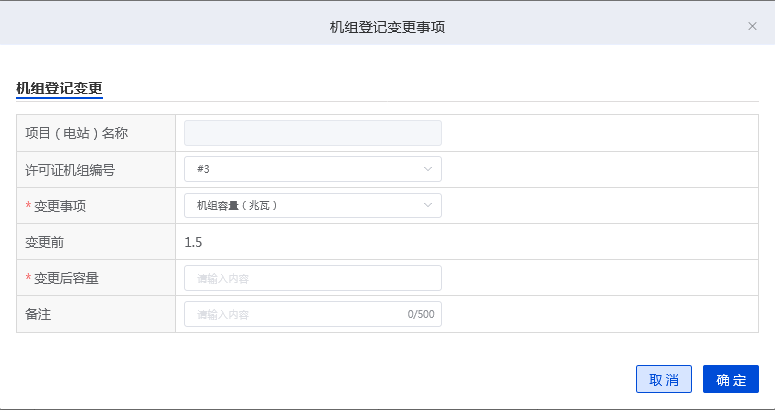 机组登记变更事项
机组登记变更
项目（电站）名称
许可证机组编号 #3
* 变更事项 机组容量（兆瓦）
变更前 1.5
* 变更后容量 请输入内容
备注 请输入内容 0/500
取消 确定